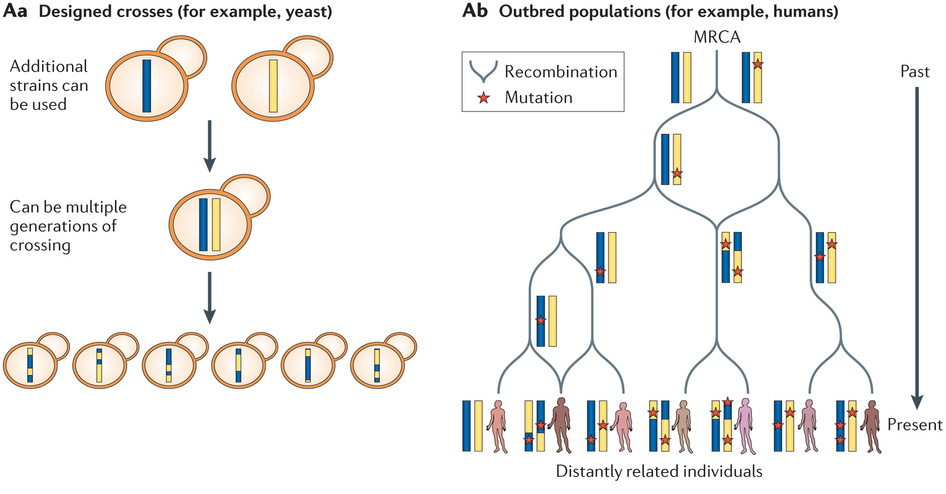 Aa Designed crosses (for example, yeast)
Additional
strains can
be used
Can be multiple
generations of
crossing
Ab Outbred populations (for example, humans)
MRCA
Recombination
Mutation
Past
Present
Distantly related individuals